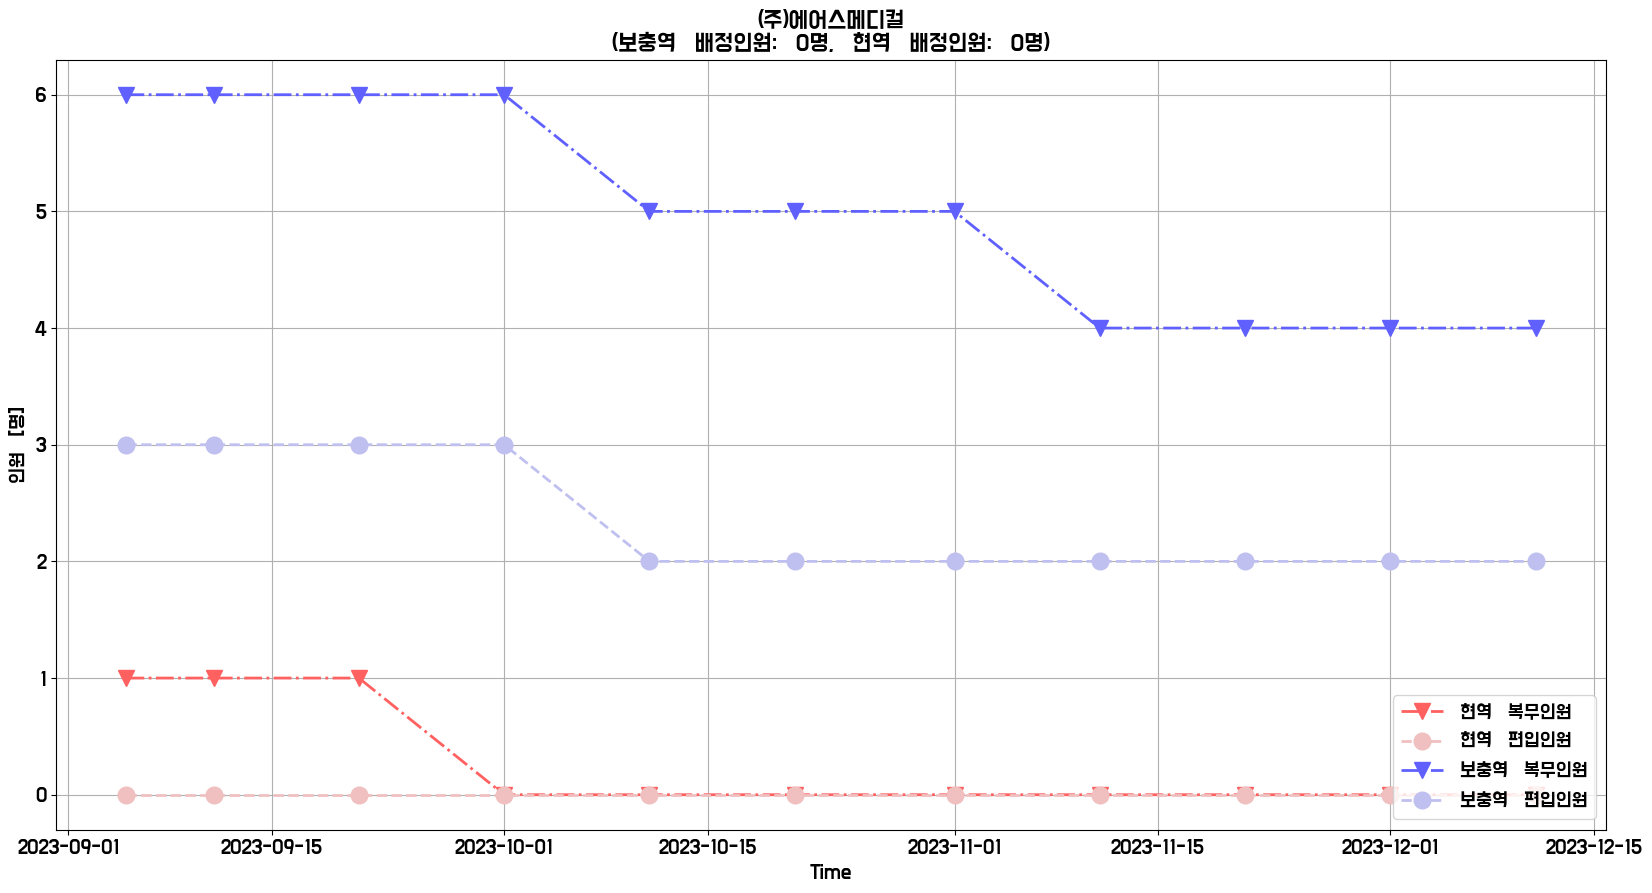 (주)에어스메디컬
(보충역 배정인원: 0명, 현역 배정인원: 0명)
인원 [명]
6
5
4
3
2
1
0
현역 복무인원
현역 편입인원
보충역 복무인원
보충역 편입인원
2023-09-01
2023-09-15
2023-10-01
2023-10-15
2023-11-01
2023-11-15
2023-12-01
2023-12-15
Time